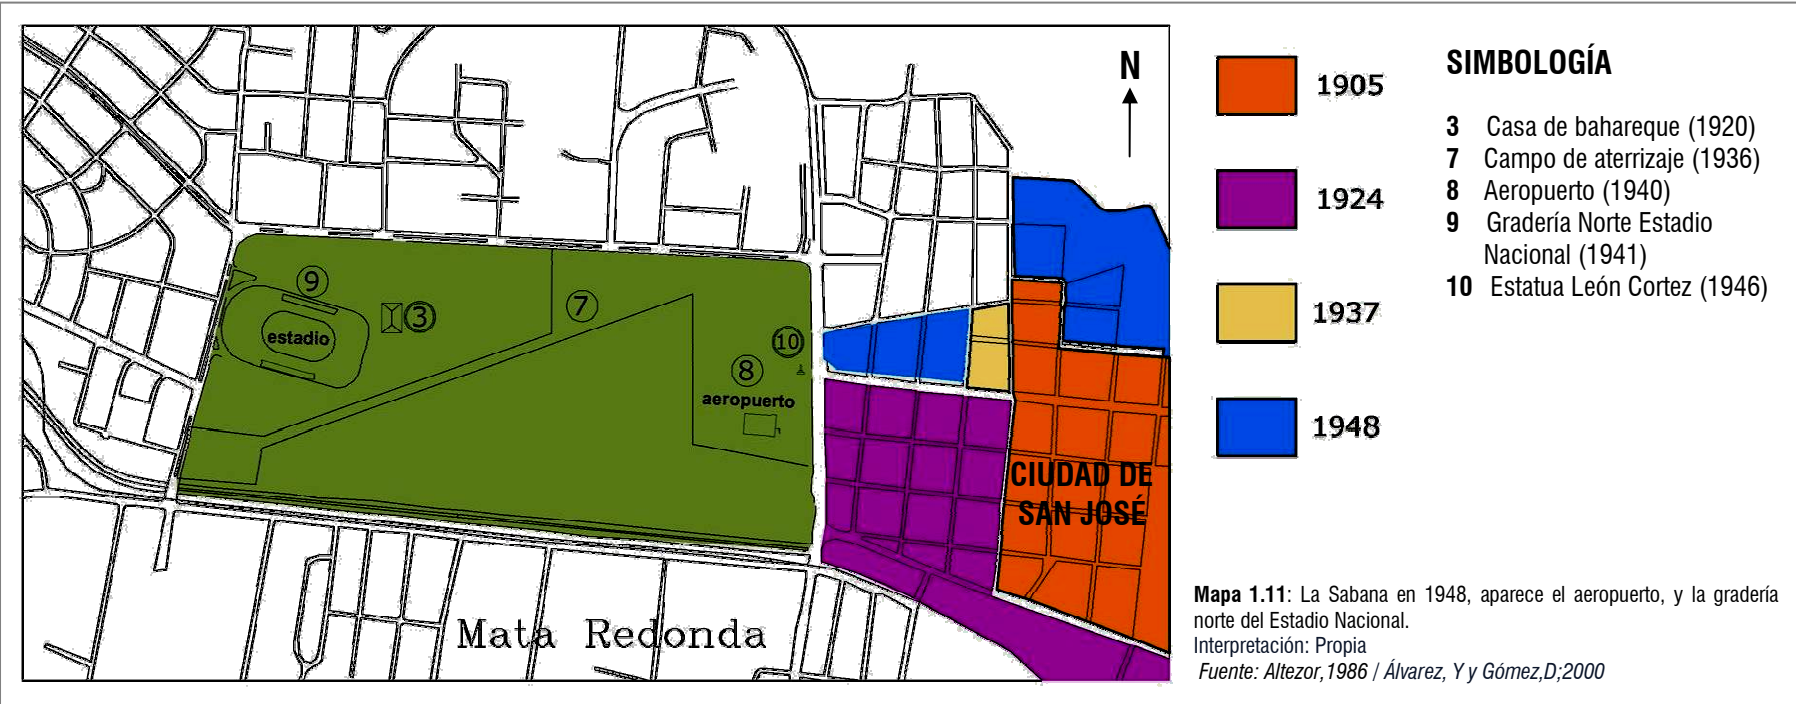 N
9
3
estadio
7
10
8
aeropuerto
CIUDAD DE
SAN JOSÉ
Mata Redonda
1905
1924
1937
1948
SIMBOLOGÍA
3 Casa de bahareque (1920)
7 Campo de aterrizaje (1936)
8 Aeropuerto (1940)
9 Gradería Norte Estadio
Nacional (1941)
10 Estatua León Cortez (1946)
Mapa 1.11: La Sabana en 1948, aparece el aeropuerto, y la gradería
norte del Estadio Nacional.
Interpretación: Propia
Fuente: Altezor,1986 / Álvarez, Y y Gómez,D;2000